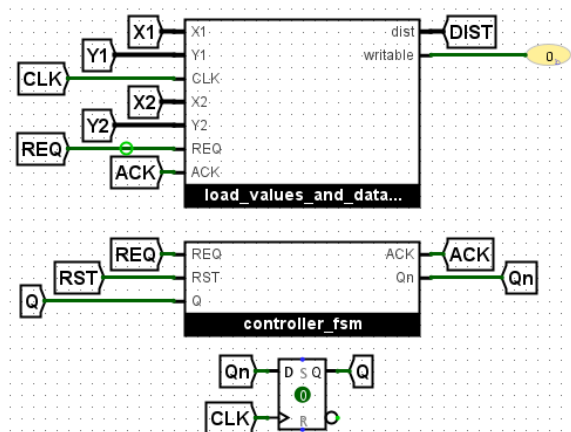 X1 X1 dist DIST
Y1 Y1 writable 0 b
CLK CLK
X2 X2
Y2 Y2
REQ REQ
ACK ACK
load_values_and_data...
REQ REQ ACK ACK
RST RST Qn Qn
Q Q
controller_fsm
Qn D S Q Q
0
CLK R